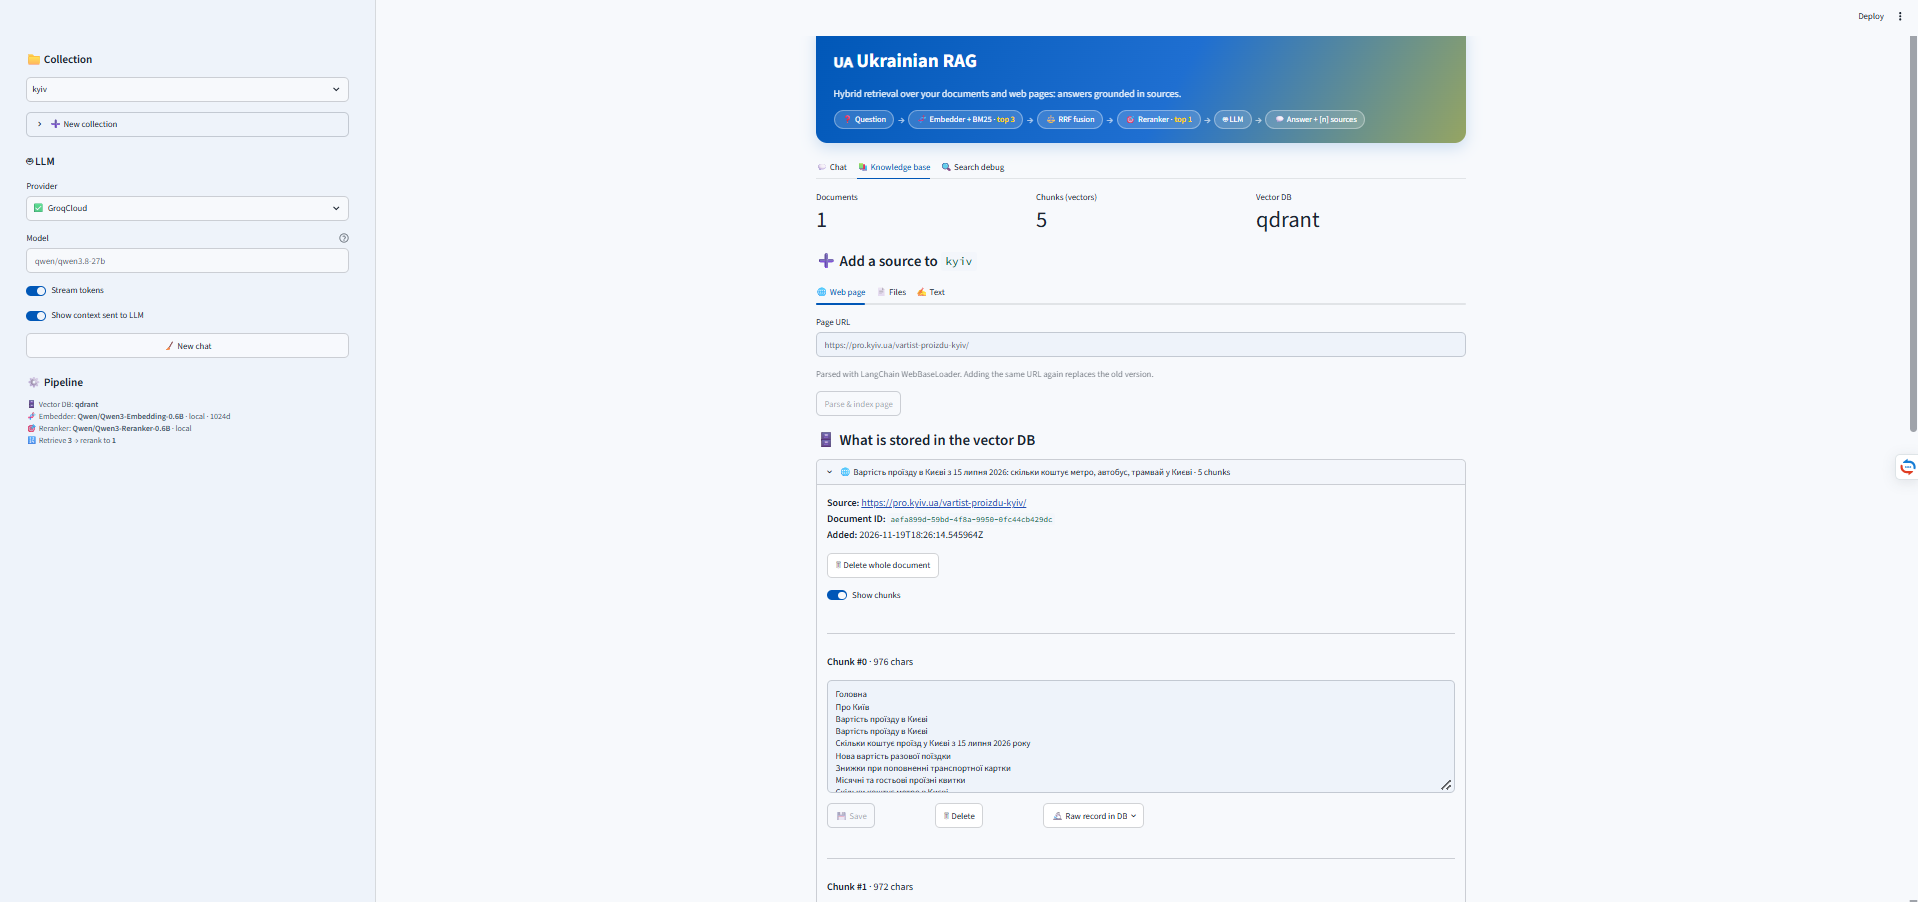 Deploy
Collection
kyiv
New collection
LLM
Provider
GroqCloud
Model
qwen/qwen3.8-27b
Stream tokens
Show context sent to LLM
New chat
Pipeline
Vector DB: qdrant
Embedder: Qwen/Qwen3-Embedding-0.6B · local · 1024d
Reranker: Qwen/Qwen3-Reranker-0.6B · local
Retrieve 3 → rerank to 1
UA Ukrainian RAG
Hybrid retrieval over your documents and web pages: answers grounded in sources.
Question → Embedder + BM25 · top 3 → RRF fusion → Reranker · top 1 → LLM → Answer + [n] sources
Chat Knowledge base Search debug
Documents Chunks (vectors) Vector DB
1 5 qdrant
Add a source to kyiv
Web page Files Text
Page URL
https://pro.kyiv.ua/vartist-proizdu-kyiv/
Parsed with LangChain WebBaseLoader. Adding the same URL again replaces the old version.
Parse & index page
What is stored in the vector DB
Вартість проїзду в Києві з 15 липня 2026: скільки коштує метро, автобус, трамвай у Києві · 5 chunks
Source: https://pro.kyiv.ua/vartist-proizdu-kyiv/
Document ID: aefa899d-59bd-4f8a-9950-0fc44cb429dc
Added: 2026-11-19T18:26:14.545964Z
Delete whole document
Show chunks
Chunk #0 · 976 chars
Головна
Про Київ
Вартість проїзду в Києві
Вартість проїзду в Києві
Скільки коштує проїзд у Києві з 15 липня 2026 року
Нова вартість разової поїздки
Знижки при поповненні транспортної картки
Місячні та гостьові проїзні квитки
Скільки коштує метро в Києві
Save Delete Raw record in DB
Chunk #1 · 972 chars